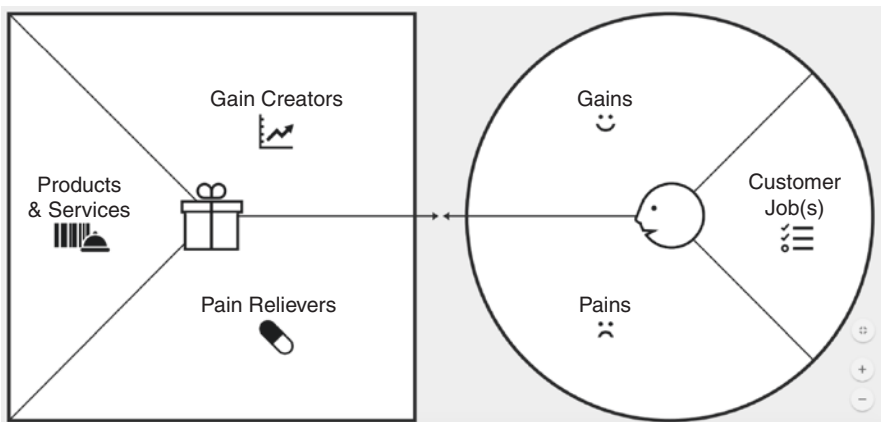 Gain Creators
Products
& Services
Pain Relievers
Gains
Customer
Job(s)
Pains